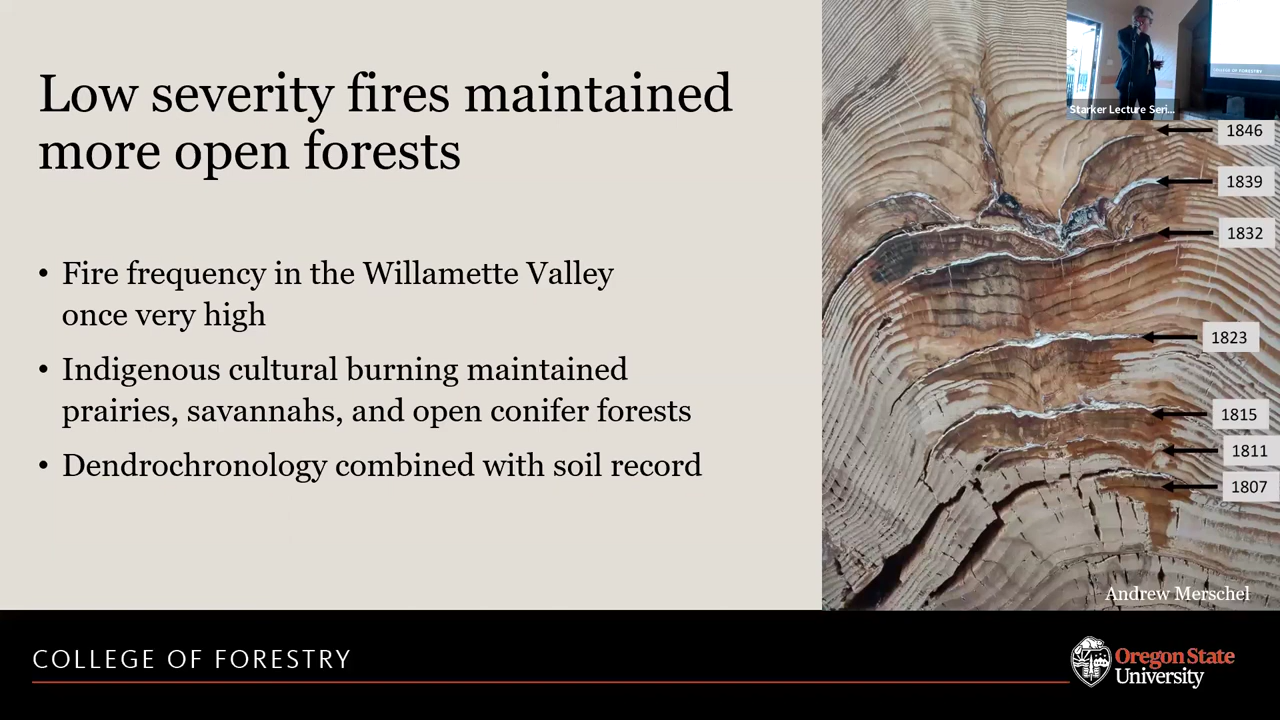 Low severity fires maintained
more open forests
• Fire frequency in the Willamette Valley
once very high
• Indigenous cultural burning maintained
prairies, savannahs, and open conifer forests
• Dendrochronology combined with soil record
Starker Lecture Seri...
1846
1839
1832
1823
1815
1811
1807
Andrew Merschel
COLLEGE OF FORESTRY
Oregon State
University